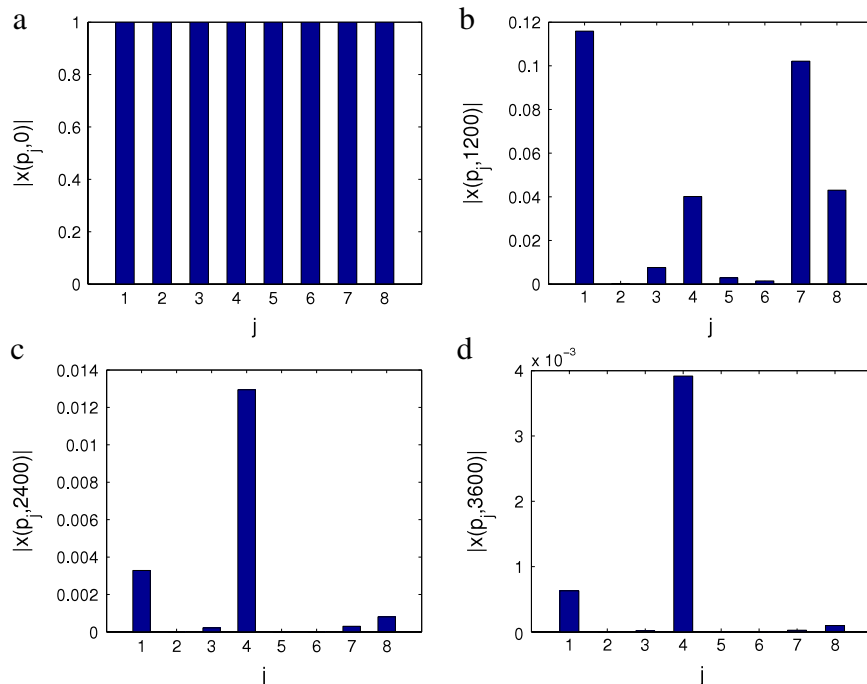 a
|x(p_j,0)|
1
0.8
0.6
0.4
0.2
0
1 2 3 4 5 6 7 8
j
b
|x(p_j,1200)|
0.12
0.1
0.08
0.06
0.04
0.02
0
1 2 3 4 5 6 7 8
j
c
|x(p_j,2400)|
0.014
0.012
0.01
0.008
0.006
0.004
0.002
0
1 2 3 4 5 6 7 8
j
d
x 10⁻³
|x(p_j,3600)|
4
3
2
1
0
1 2 3 4 5 6 7 8
j